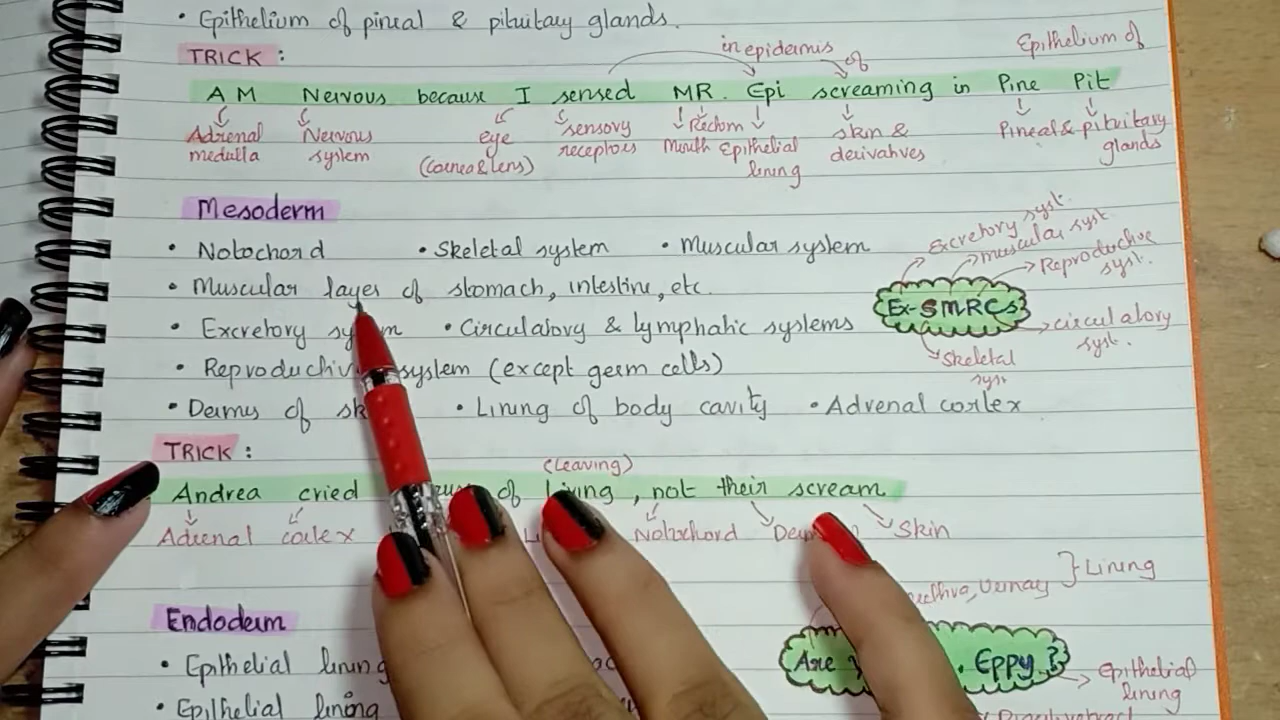 • Epithelium of pineal & pituitary glands.
TRICK :
in epidermis of
Epithelium of
AM Nervous because I sensed MR. Epi screaming in Pine Pit
Adrenal medulla
Nervous system
eye (cornea & lens)
sensory receptors
Mouth
Rectum
Epithelial lining
skin & derivatives
Pineal & pituitary glands
Mesoderm
• Notochord • Skeletal system • Muscular system
• Muscular layer of stomach, intestine, etc.
• Excretory system • Circulatory & lymphatic systems
• Reproductive system (except germ cells)
• Dermis of • Lining of body cavity • Adrenal cortex
Excretory syst.
muscular syst
Reproductive syst.
Ex-SMRCs
circulatory syst.
Skeletal syst.
TRICK :
(Leaving)
Andrea cried of living, not their scream
Adrenal cortex Notochord Skin
Urinary } Lining
Endoderm
• Epithelial lining
Are Eppy ?
Epithelial lining
• Epithelial lining